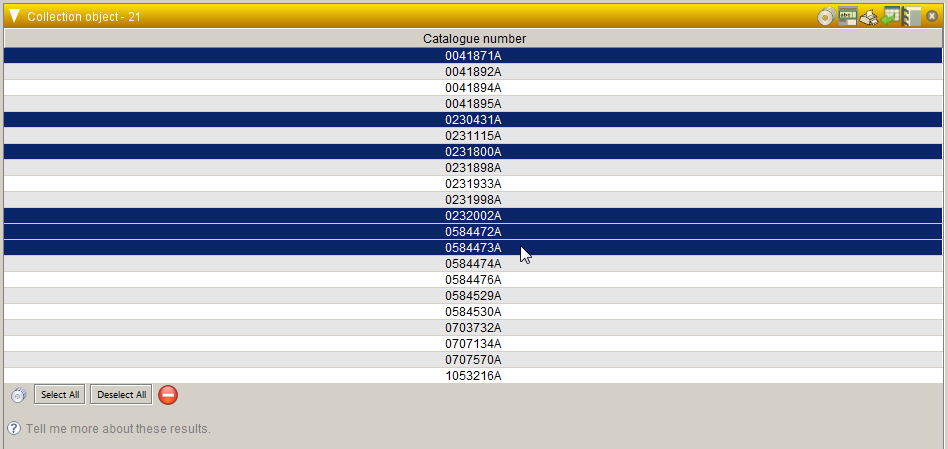 Collection object - 21
Catalogue number
0041871A
0041892A
0041894A
0041895A
0230431A
0231115A
0231800A
0231898A
0231933A
0231998A
0232002A
0584472A
0584473A
0584474A
0584476A
0584529A
0584530A
0703732A
0707134A
0707570A
1053216A
Select All Deselect All
? Tell me more about these results.